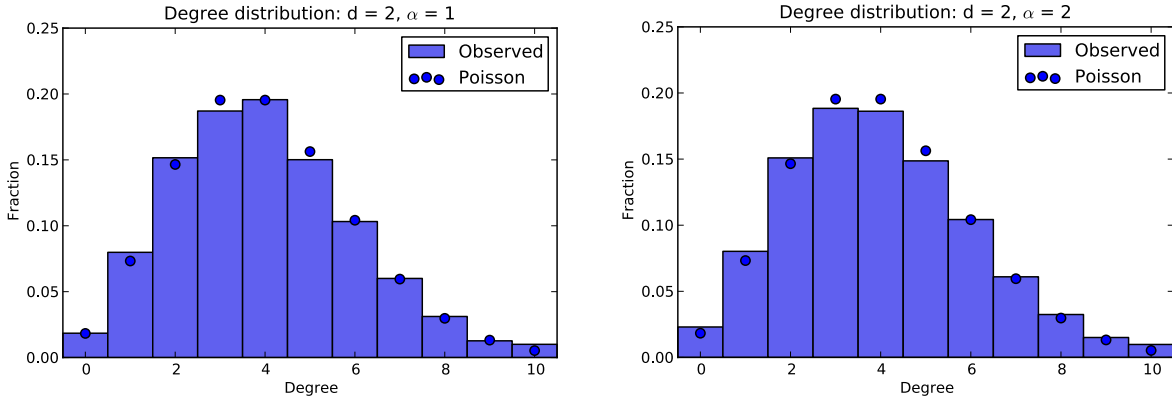 Degree distribution: d = 2, α = 1
0.25
0.20
0.15
0.10
0.05
0.00
Fraction
Observed
Poisson
0 2 4 6 8 10
Degree
Degree distribution: d = 2, α = 2
0.25
0.20
0.15
0.10
0.05
0.00
Fraction
Observed
Poisson
0 2 4 6 8 10
Degree